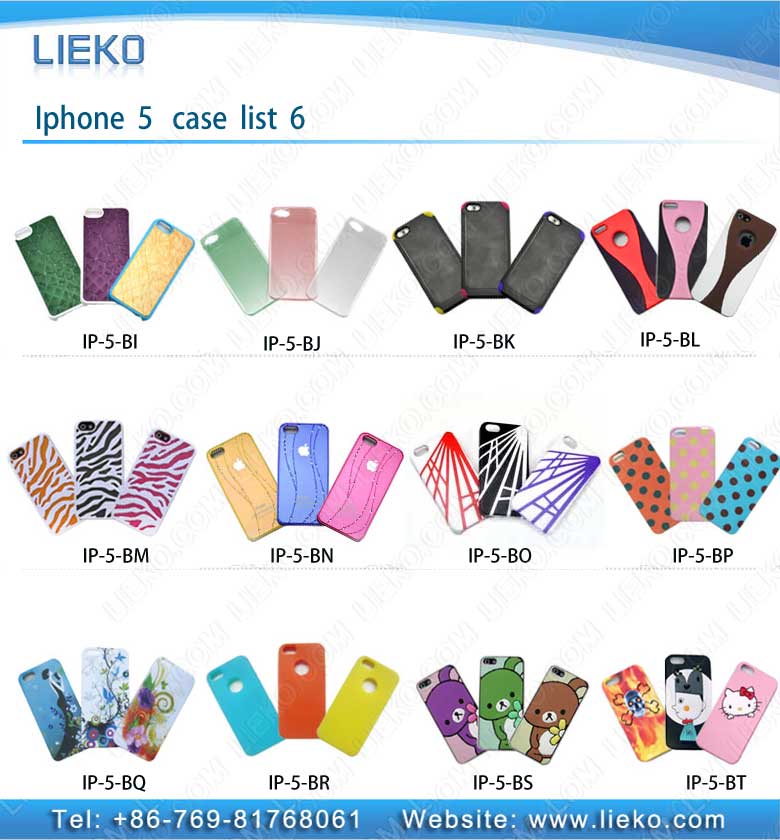 LIEKO
Iphone 5 case list 6
IP-5-BI
IP-5-BJ
IP-5-BK
IP-5-BL
IP-5-BM
IP-5-BN
IP-5-BO
IP-5-BP
IP-5-BQ
IP-5-BR
IP-5-BS
IP-5-BT
Tel: +86-769-81768061 Website: www.lieko.com